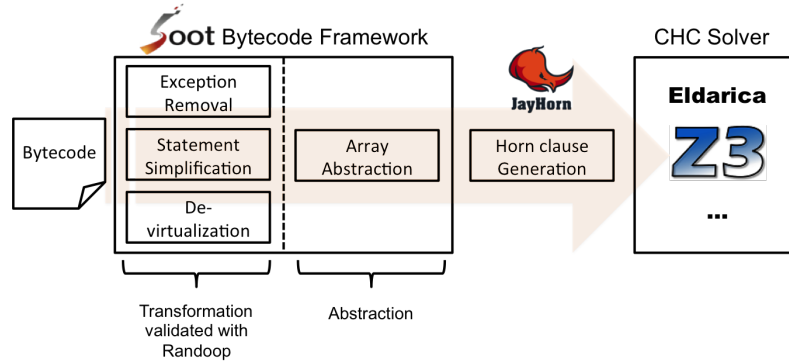 Soot Bytecode Framework
CHC Solver
Bytecode
Exception
Removal
Statement
Simplification
De-
virtualization
Array
Abstraction
JayHorn
Horn clause
Generation
Eldarica
Z3
...
Transformation
validated with
Randoop
Abstraction